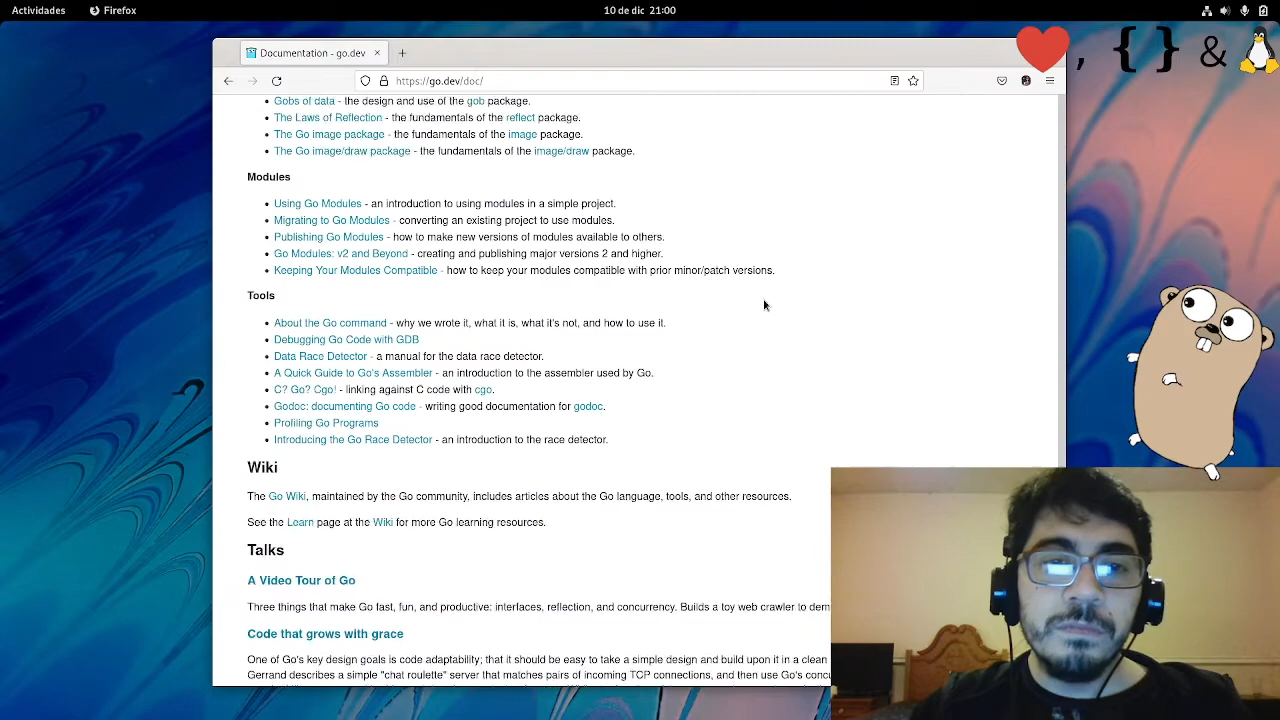 Actividades
Firefox
10 de dic 21:00
Documentation - go.dev
https://go.dev/doc/
, { } &
Gobs of data - the design and use of the gob package.
The Laws of Reflection - the fundamentals of the reflect package.
The Go image package - the fundamentals of the image package.
The Go image/draw package - the fundamentals of the image/draw package.
Modules
Using Go Modules - an introduction to using modules in a simple project.
Migrating to Go Modules - converting an existing project to use modules.
Publishing Go Modules - how to make new versions of modules available to others.
Go Modules: v2 and Beyond - creating and publishing major versions 2 and higher.
Keeping Your Modules Compatible - how to keep your modules compatible with prior minor/patch versions.
Tools
About the Go command - why we wrote it, what it is, what it's not, and how to use it.
Debugging Go Code with GDB
Data Race Detector - a manual for the data race detector.
A Quick Guide to Go's Assembler - an introduction to the assembler used by Go.
C? Go? Cgo! - linking against C code with cgo.
Godoc: documenting Go code - writing good documentation for godoc.
Profiling Go Programs
Introducing the Go Race Detector - an introduction to the race detector.
Wiki
The Go Wiki, maintained by the Go community, includes articles about the Go language, tools, and other resources.
See the Learn page at the Wiki for more Go learning resources.
Talks
A Video Tour of Go
Three things that make Go fast, fun, and productive: interfaces, reflection, and concurrency. Builds a toy web crawler to dem
Code that grows with grace
One of Go's key design goals is code adaptability; that it should be easy to take a simple design and build upon it in a clean
Gerrand describes a simple "chat roulette" server that matches pairs of incoming TCP connections, and then use Go's concu